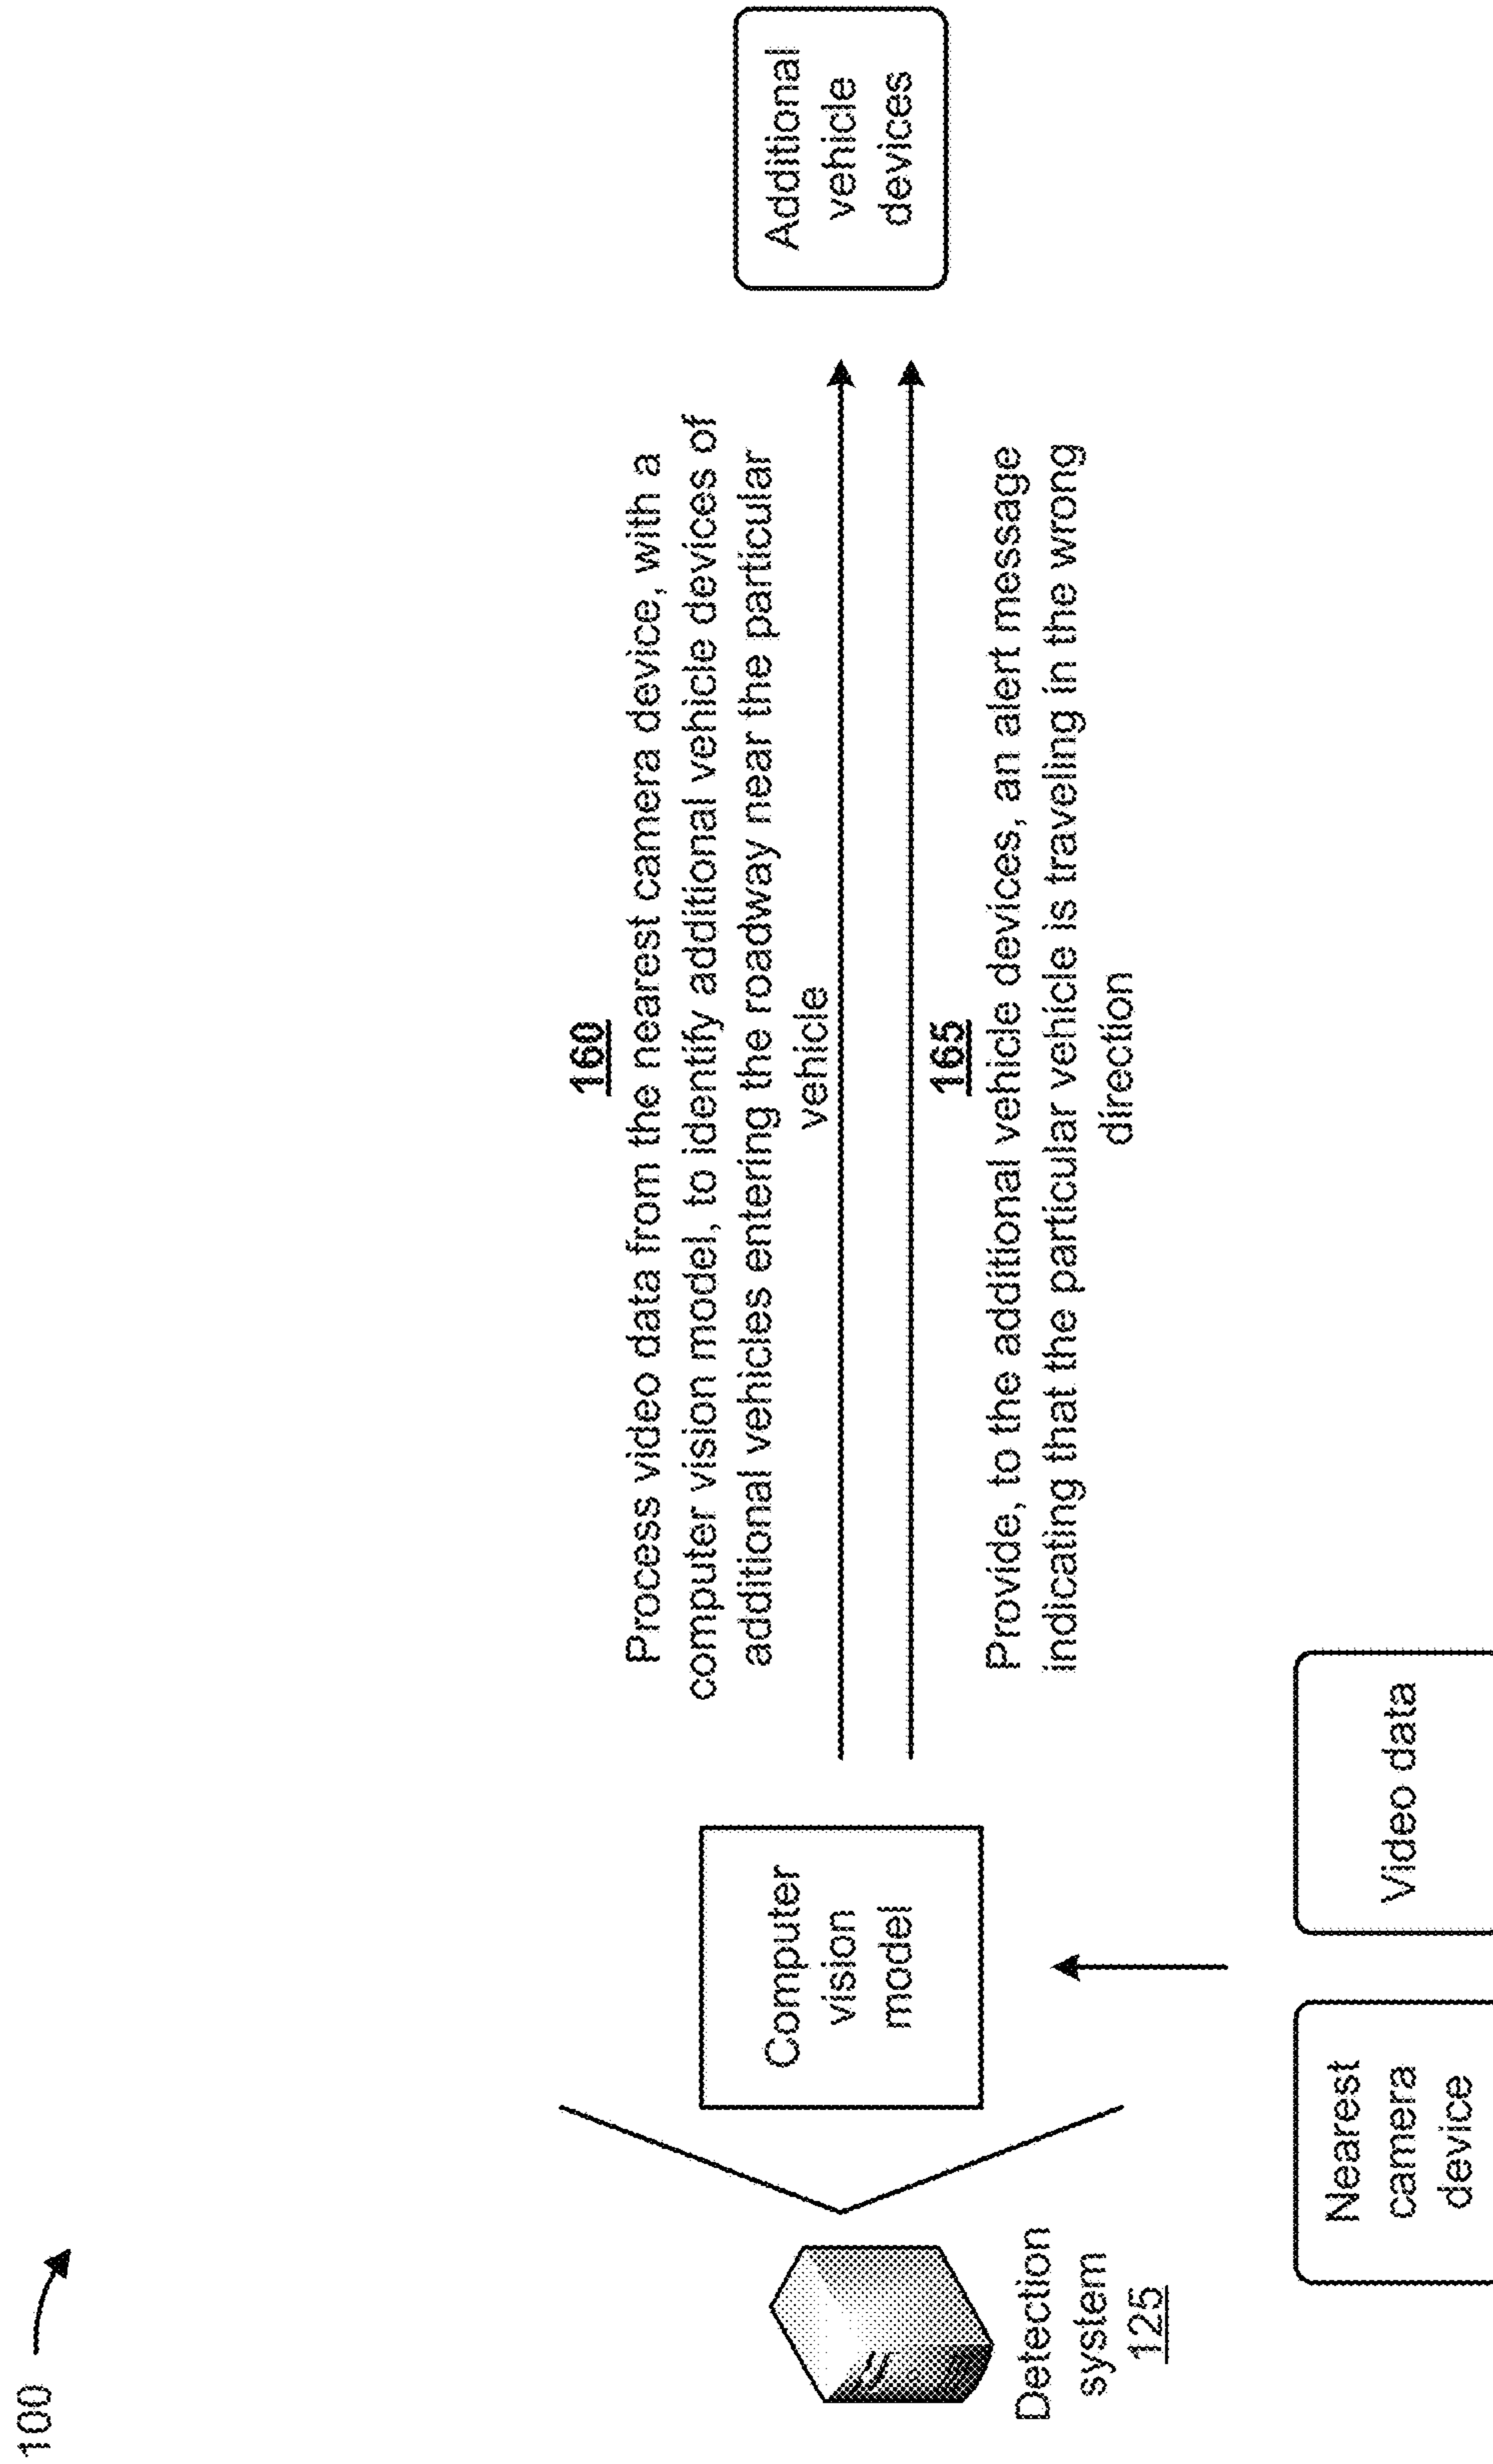 100
160
Process video data from the nearest camera device, with a
computer vision model, to identify additional vehicle devices of
additional vehicles entering the roadway near the particular
vehicle
165
Provide, to the additional vehicle devices, an alert message
indicating that the particular vehicle is traveling in the wrong
direction
Additional
vehicle
devices
Computer
vision
model
Detection
system
125
Nearest
camera
device
Video data